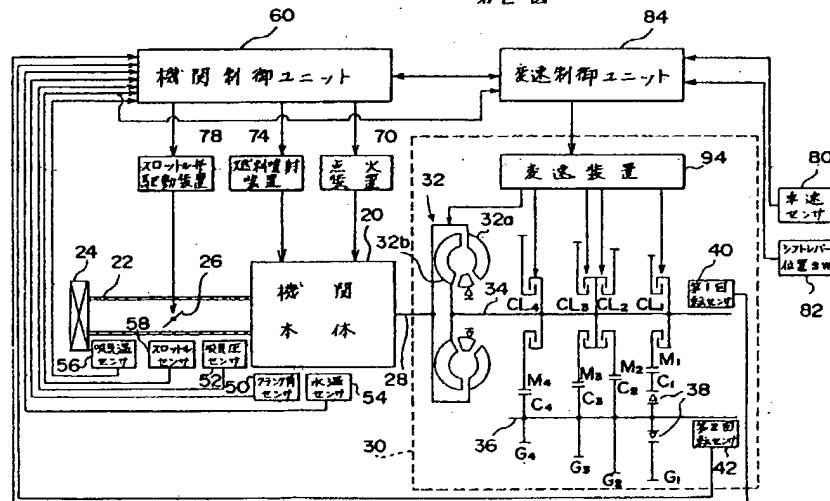 60
84
機関制御ユニット
変速制御ユニット
78
74
70
スロットル弁
駆動装置
燃料噴射
装置
点火
装置
変速装置
94
80
車速
センサ
シフトレバー
位置SW
82
20
32
32a
32b
24
22
26
機関
本体
34
28
CL4
CL3
CL2
CL1
40
第1回
転センサ
58
56
吸気温
センサ
スロットル
センサ
52
吸気圧
センサ
50
クランク角
センサ
水温
センサ
54
M4
M3
M2
M1
C4
C3
C2
C1
38
36
30
G4
G3
G2
G1
第2回
転センサ
42